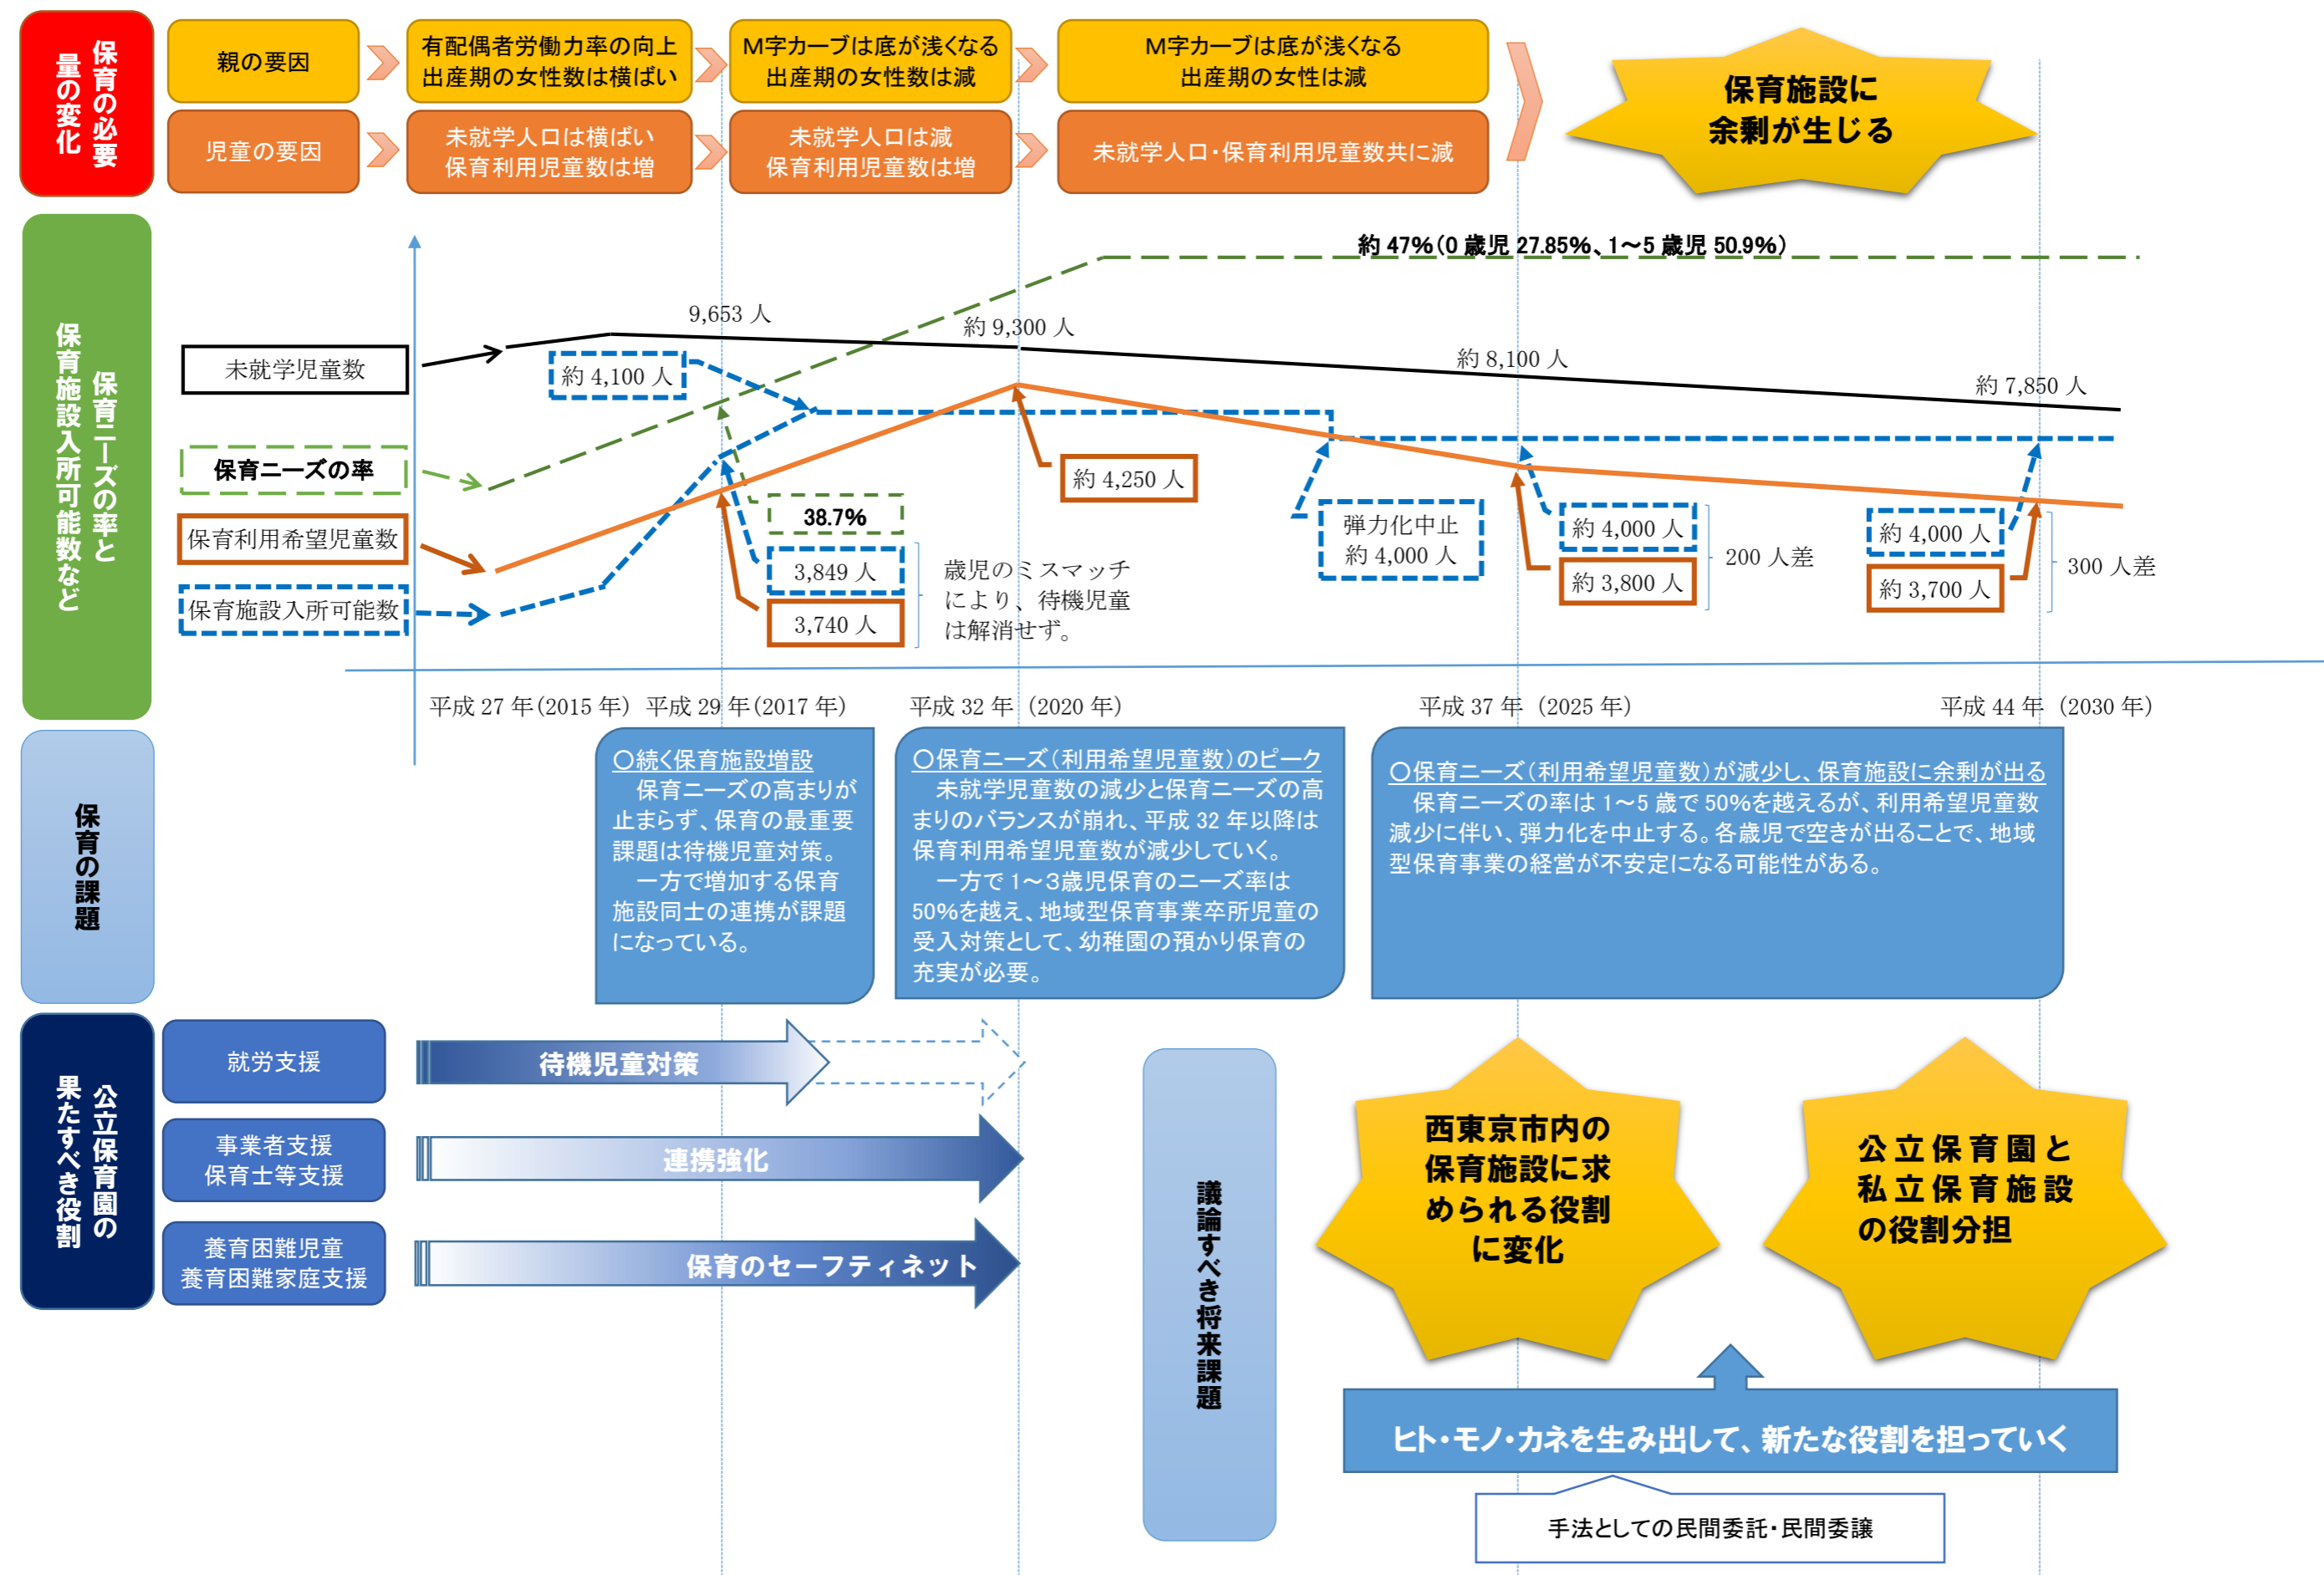 保育の必要
量の変化
親の要因
有配偶者労働力率の向上
出産期の女性数は横ばい
M字カーブは底が浅くなる
出産期の女性数は減
M字カーブは底が浅くなる
出産期の女性は減
児童の要因
未就学人口は横ばい
保育利用児童数は増
未就学人口は減
保育利用児童数は増
未就学人口・保育利用児童数共に減
保育施設に
余剰が生じる
保育ニーズの率と
保育施設入所可能数など
約 47%(0 歳児 27.85%、1～5 歳児 50.9%)
9,653 人
約 9,300 人
約 8,100 人
約 7,850 人
未就学児童数
約 4,100 人
保育ニーズの率
保育利用希望児童数
保育施設入所可能数
38.7%
3,849 人
3,740 人
歳児のミスマッチ
により、待機児童
は解消せず。
約 4,250 人
弾力化中止
約 4,000 人
約 4,000 人
約 3,800 人
200 人差
約 4,000 人
約 3,700 人
300 人差
平成 27 年(2015 年)
平成 29 年(2017 年)
平成 32 年（2020 年）
平成 37 年（2025 年）
平成 44 年（2030 年）
保育の課題
○続く保育施設増設
保育ニーズの高まりが
止まらず、保育の最重要
課題は待機児童対策。
一方で増加する保育
施設同士の連携が課題
になっている。
○保育ニーズ（利用希望児童数）のピーク
未就学児童数の減少と保育ニーズの高
まりのバランスが崩れ、平成 32 年以降は
保育利用希望児童数が減少していく。
一方で 1～3歳児保育のニーズ率は
50%を越え、地域型保育事業卒所児童の
受入対策として、幼稚園の預かり保育の
充実が必要。
○保育ニーズ（利用希望児童数）が減少し、保育施設に余剰が出る
保育ニーズの率は 1～5 歳で 50%を越えるが、利用希望児童数
減少に伴い、弾力化を中止する。各歳児で空きが出ることで、地域
型保育事業の経営が不安定になる可能性がある。
公立保育園の
果たすべき役割
就労支援
待機児童対策
事業者支援
保育士等支援
連携強化
養育困難児童
養育困難家庭支援
保育のセーフティネット
議論すべき将来課題
西東京市内の
保育施設に求
められる役割
に変化
公立保育園と
私立保育施設
の役割分担
ヒト・モノ・カネを生み出して、新たな役割を担っていく
手法としての民間委託・民間委譲